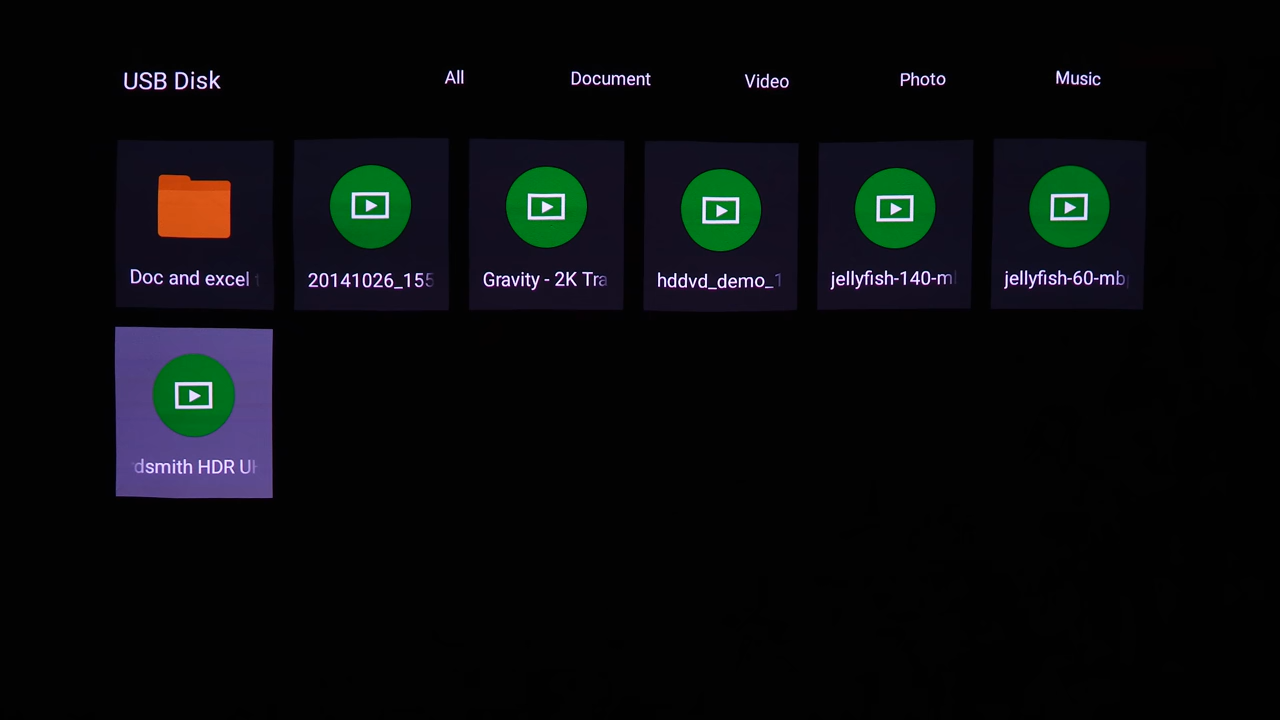 USB Disk
All
Document
Video
Photo
Music
Doc and excel
20141026_155
Gravity - 2K Tra
hddvd_demo_1
jellyfish-140-m
jellyfish-60-mb
dsmith HDR U